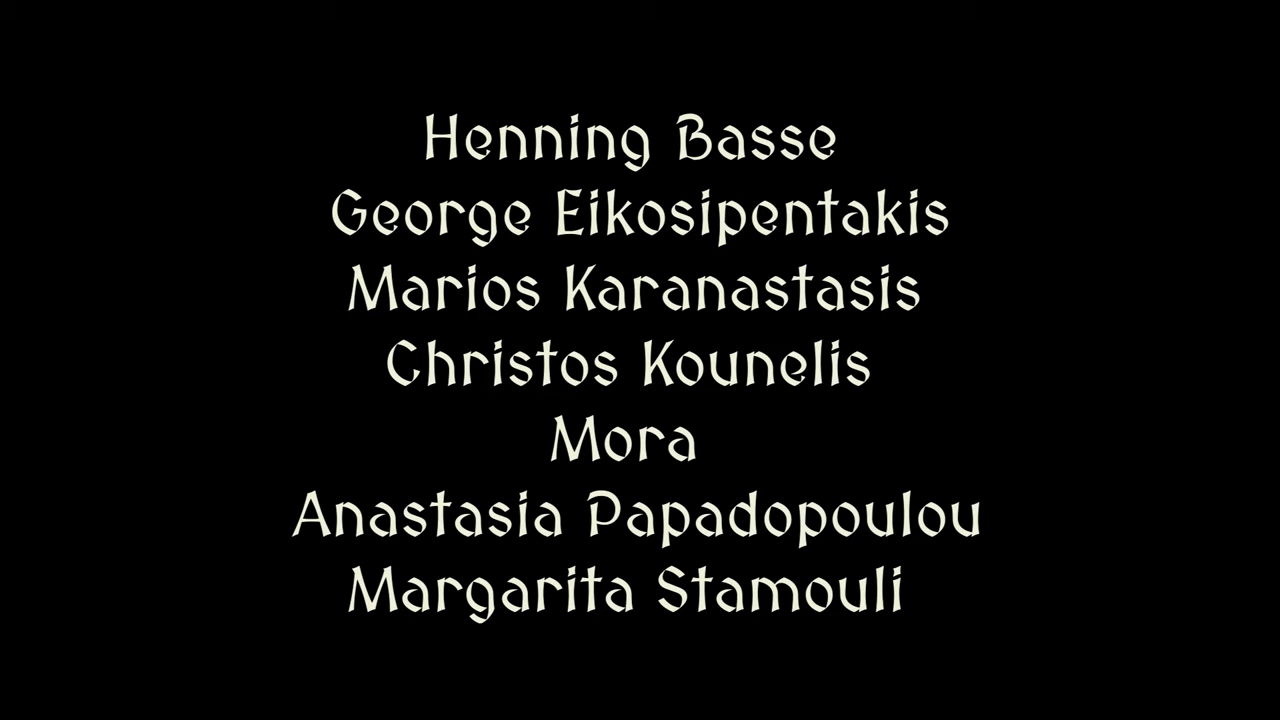 Henning Basse
George Eikosipentakis
Marios Karanastasis
Christos Kounelis
Mora
Anastasia Papadopoulou
Margarita Stamouli